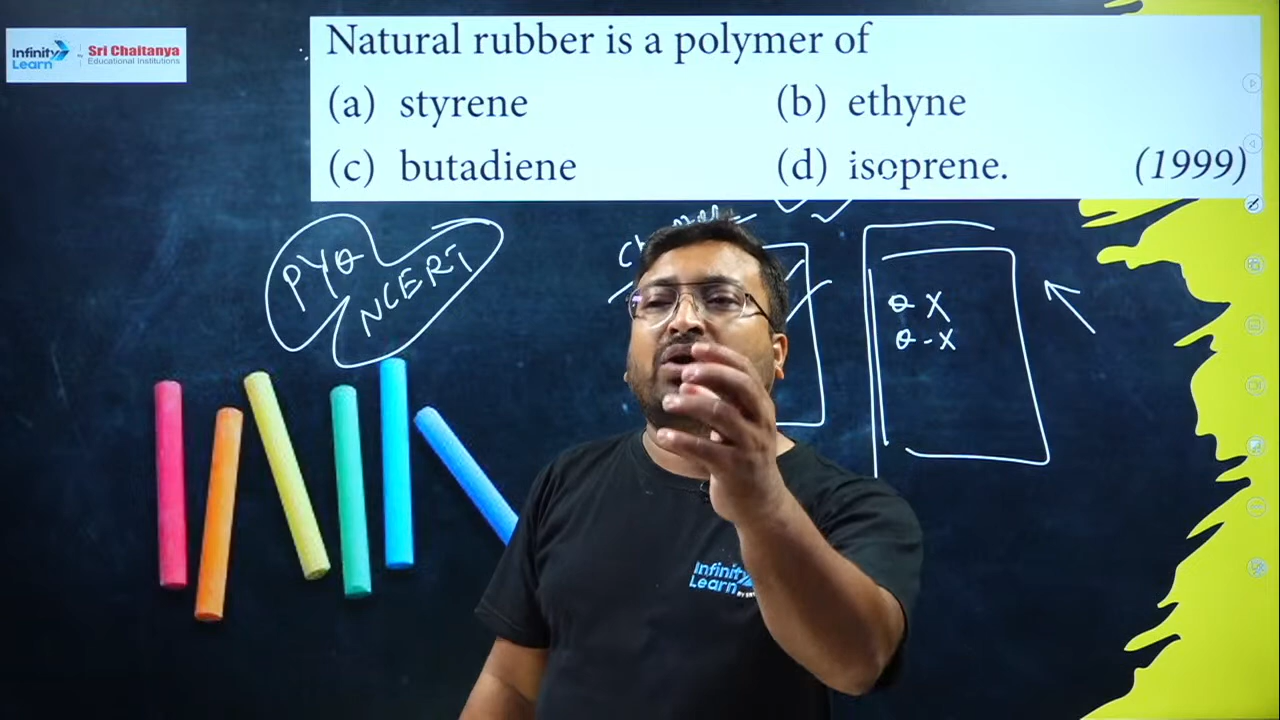 Infinity Learn
BY
Sri Chaitanya
Educational Institutions
Natural rubber is a polymer of
(a) styrene (b) ethyne
(c) butadiene (d) isoprene. (1999)
PYQ
NCERT
Q X
Q - X
Infinity
Learn